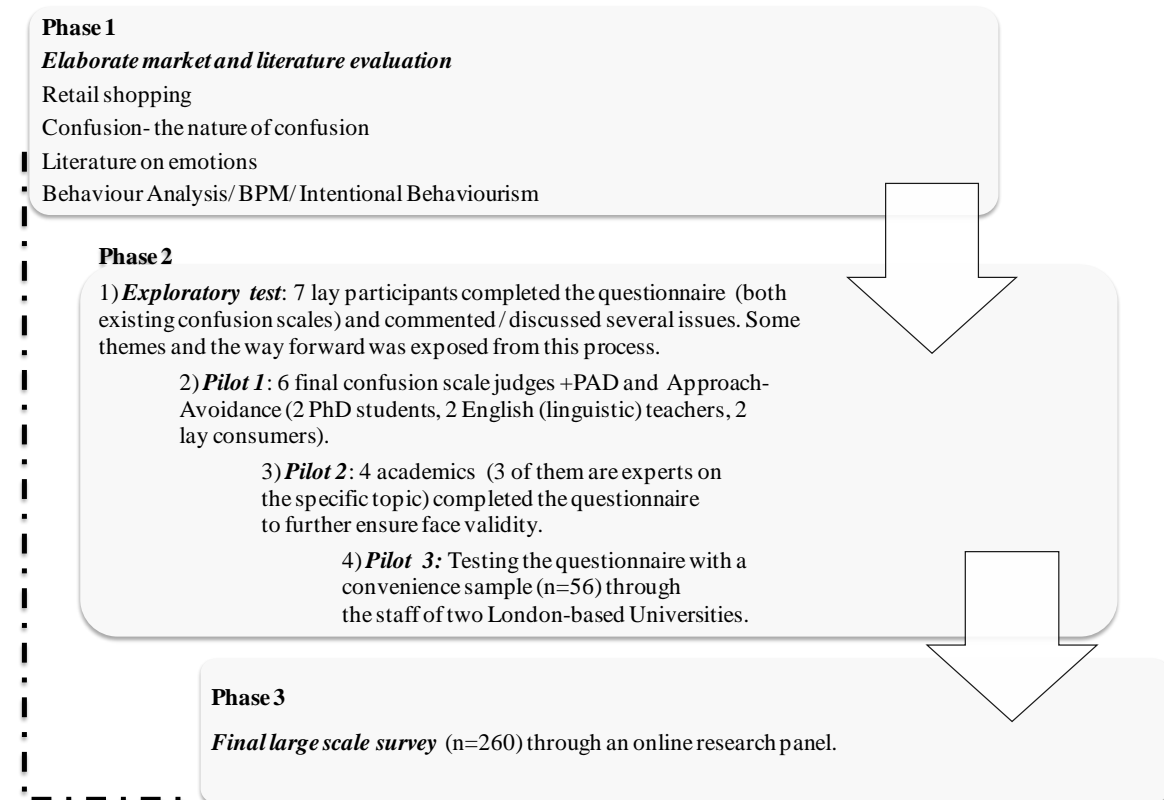 Phase 1
Elaborate market and literature evaluation
Retail shopping
Confusion- the nature of confusion
Literature on emotions
Behaviour Analysis/ BPM/ Intentional Behaviourism
Phase 2
1) Exploratory test: 7 lay participants completed the questionnaire (both
existing confusion scales) and commented / discussed several issues. Some
themes and the way forward was exposed from this process.
2) Pilot 1: 6 final confusion scale judges +PAD and Approach-
Avoidance (2 PhD students, 2 English (linguistic) teachers, 2
lay consumers).
3) Pilot 2: 4 academics (3 of them are experts on
the specific topic) completed the questionnaire
to further ensure face validity.
4) Pilot 3: Testing the questionnaire with a
convenience sample (n=56) through
the staff of two London-based Universities.
Phase 3
Final large scale survey (n=260) through an online research panel.